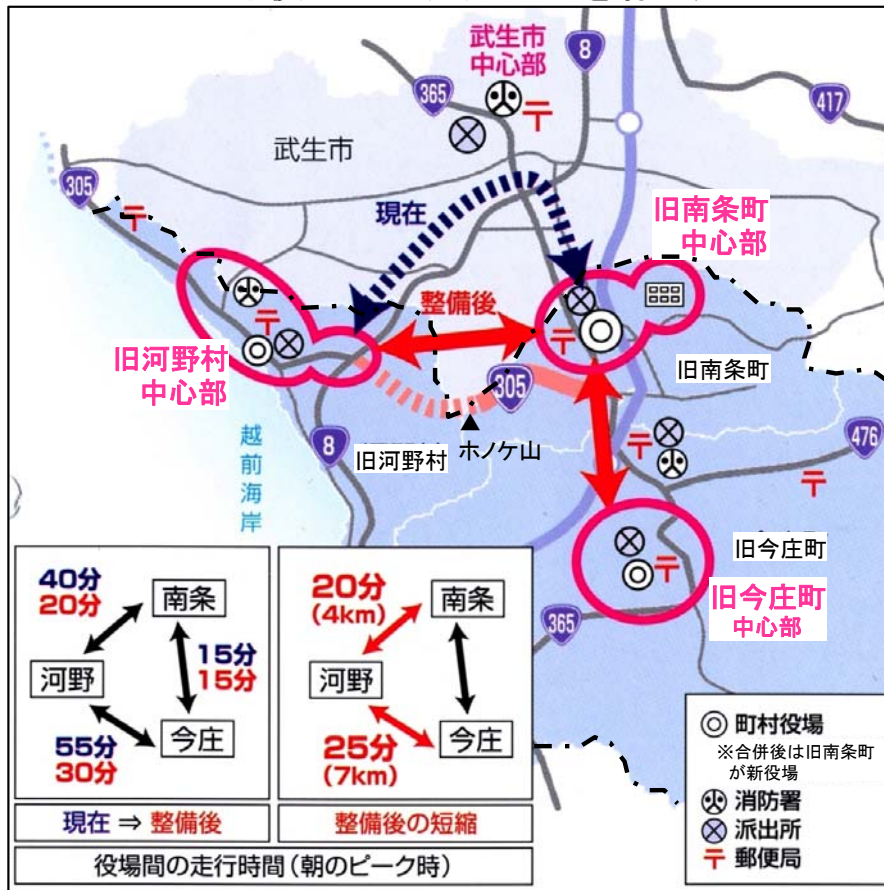 武生市
中心部
8
365
〒
417
武生市
305
〒
現在
旧南条町
中心部
整備後
〒
〒
旧河野村
中心部
旧南条町
305
ホノケ山
旧河野村
8
越前海岸
〒
476
〒
旧今庄町
〒
旧今庄町
中心部
365
40分
20分
南条
河野
15分
15分
今庄
55分
30分
現在 ⇒ 整備後
20分
(4km)
南条
河野
今庄
25分
(7km)
整備後の短縮
役場間の走行時間(朝のピーク時)
町村役場
※合併後は旧南条町
が新役場
消防署
派出所
〒 郵便局